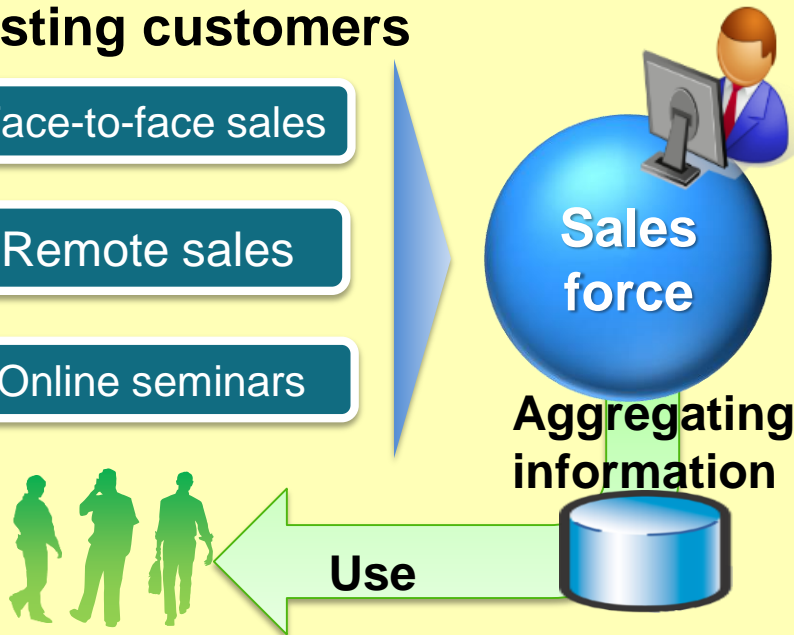 sting customers
ace-to-face sales
Remote sales
Online seminars
Sales
force
Aggregating
information
Use